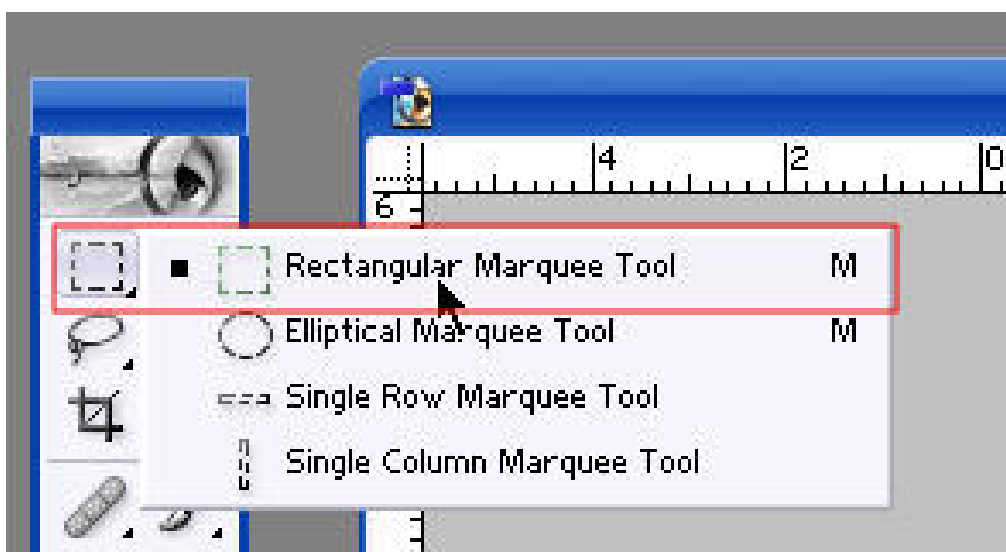 4 2 0
6
Rectangular Marquee Tool M
Elliptical Marquee Tool M
Single Row Marquee Tool
Single Column Marquee Tool